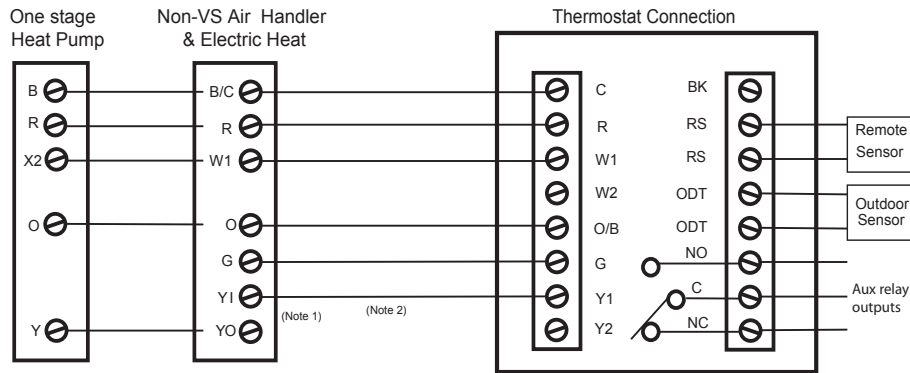 One stage
Heat Pump
Non-VS Air Handler
& Electric Heat
Thermostat Connection
B
R
X2
O
Y
B/C
R
W1
O
G
YI
YO
(Note 1)
(Note 2)
C
R
W1
W2
O/B
G
Y1
Y2
BK
RS
RS
ODT
ODT
NO
C
NC
Remote
Sensor
Outdoor
Sensor
Aux relay
outputs